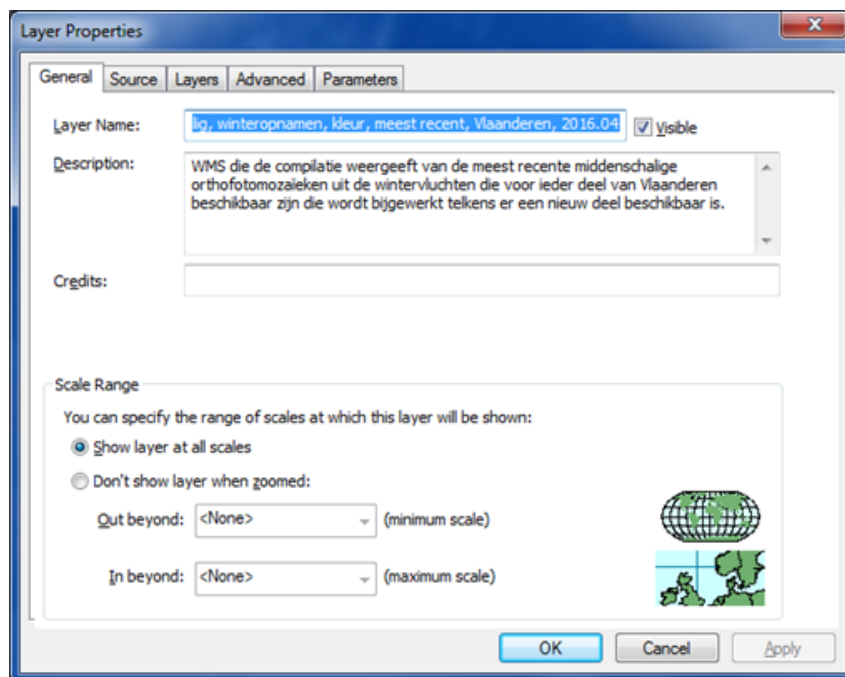 Layer Properties
General Source Layers Advanced Parameters
Layer Name: lig, winteropnamen, kleur, meest recent, Vlaanderen, 2016.04 Visible
Description: WMS die de compilatie weergeeft van de meest recente middenschalige
orthofotomozaïeken uit de wintervluchten die voor ieder deel van Vlaanderen
beschikbaar zijn die wordt bijgewerkt telkens er een nieuw deel beschikbaar is.
Credits:
Scale Range
You can specify the range of scales at which this layer will be shown:
Show layer at all scales
Don't show layer when zoomed:
Out beyond: <None> (minimum scale)
In beyond: <None> (maximum scale)
OK Cancel Apply